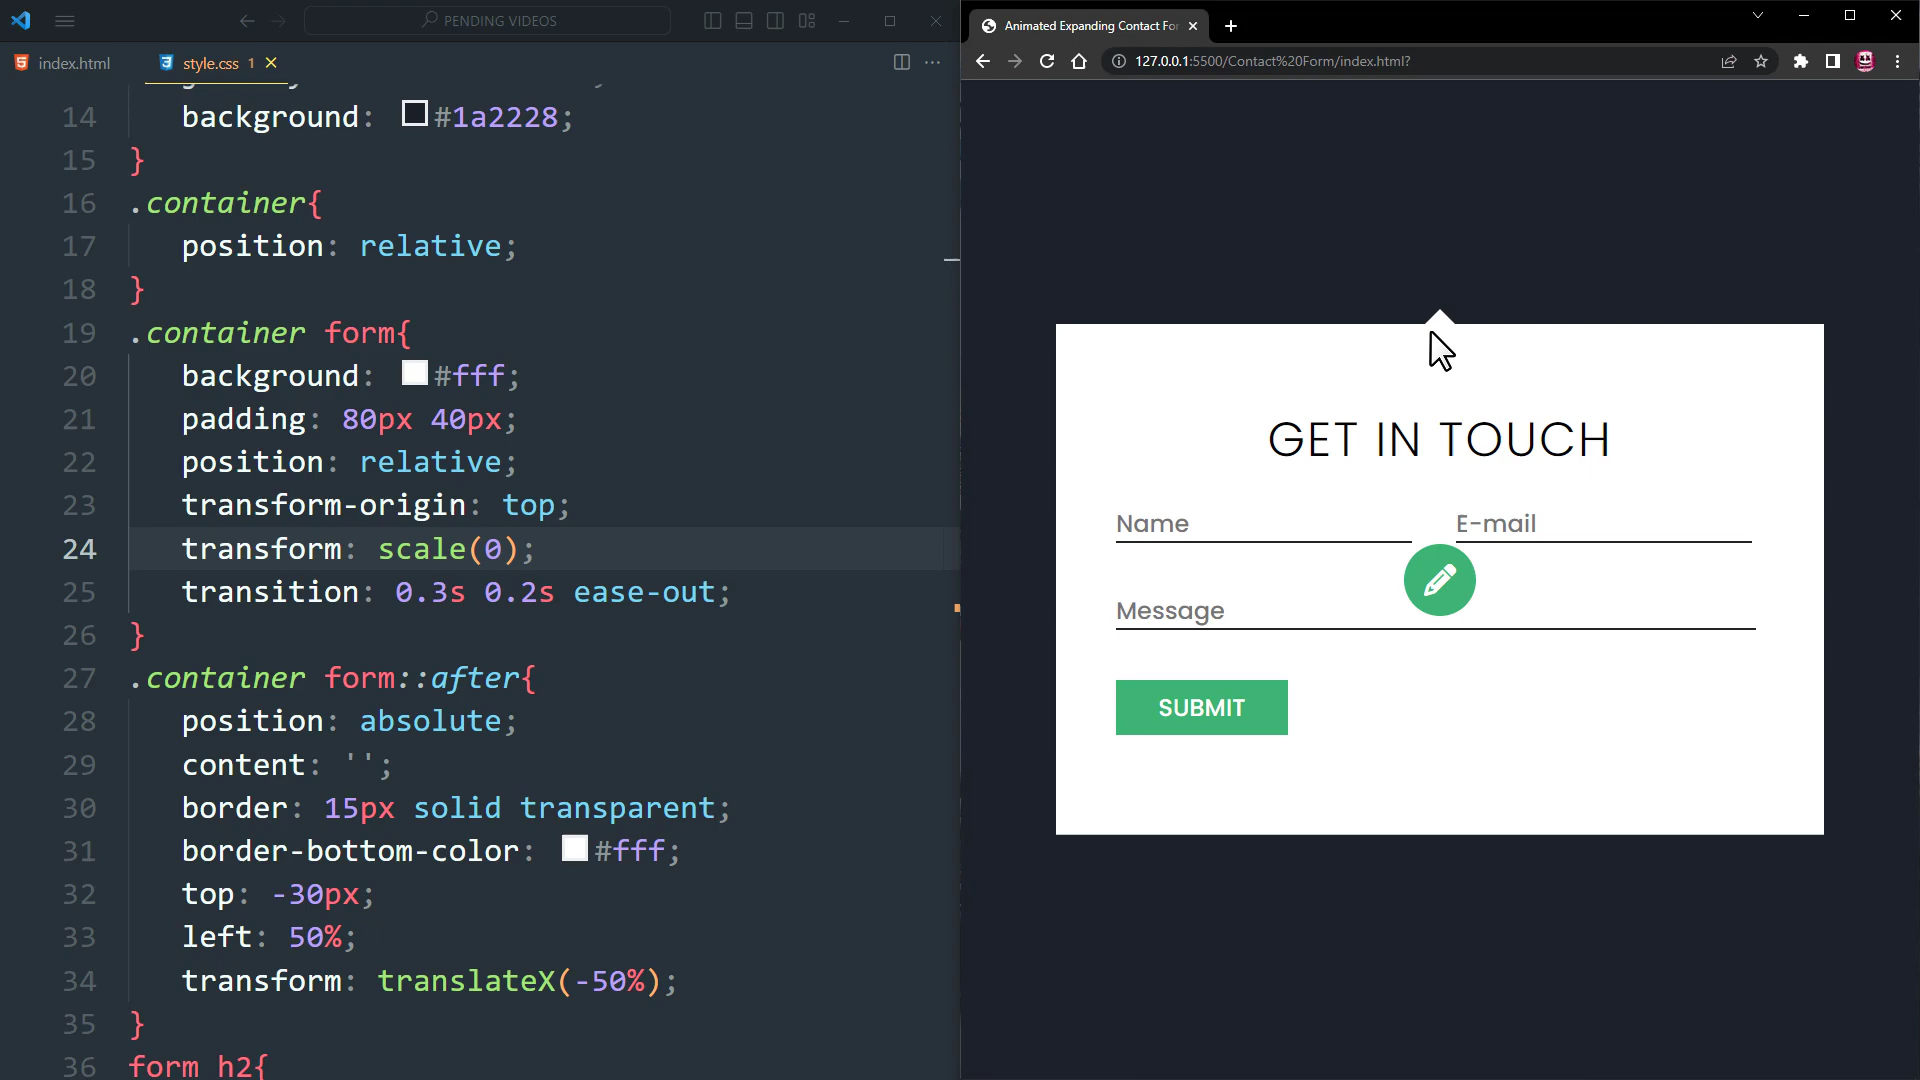 PENDING VIDEOS
index.html
style.css 1
14 background: #1a2228;
15 }
16 .container{
17 position: relative;
18 }
19 .container form{
20 background: #fff;
21 padding: 80px 40px;
22 position: relative;
23 transform-origin: top;
24 transform: scale(0);
25 transition: 0.3s 0.2s ease-out;
26 }
27 .container form::after{
28 position: absolute;
29 content: '';
30 border: 15px solid transparent;
31 border-bottom-color: #fff;
32 top: -30px;
33 left: 50%;
34 transform: translateX(-50%);
35 }
36 form h2{
Animated Expanding Contact For
127.0.0.1:5500/Contact%20Form/index.html?
GET IN TOUCH
Name
E-mail
Message
SUBMIT